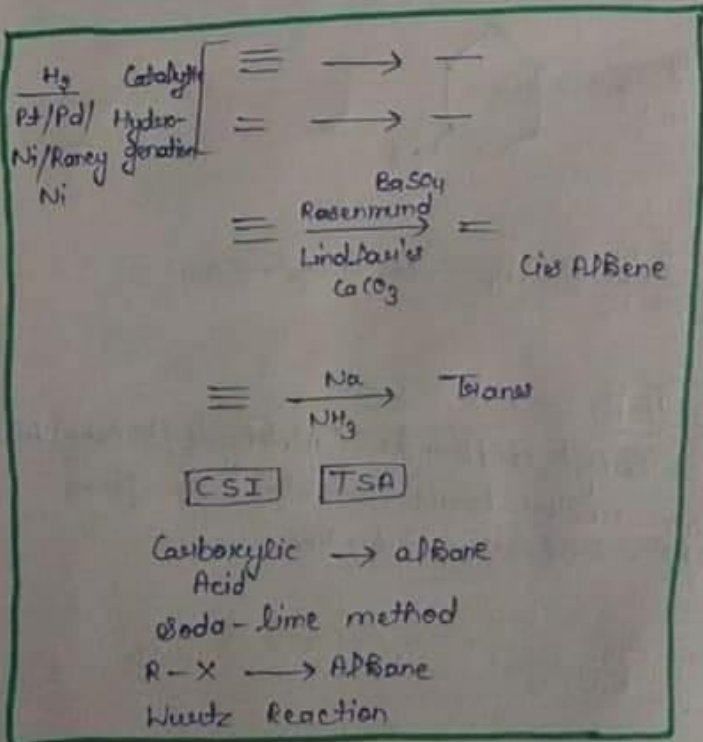 H₂ Catalytic ≡ ⟶ —
Pt/Pd/ Hydro- = ⟶ —
Ni/Raney genation
Ni
BaSO₄
≡ Rosenmund ⟶ =
Lindlar's Cis Alkene
CaCO₃
Na
≡ ⟶ Trans
NH₃
CSI TSA
Carboxylic → alkane
Acid
Soda-lime method
R-X ⟶ Alkane
Wurtz Reaction